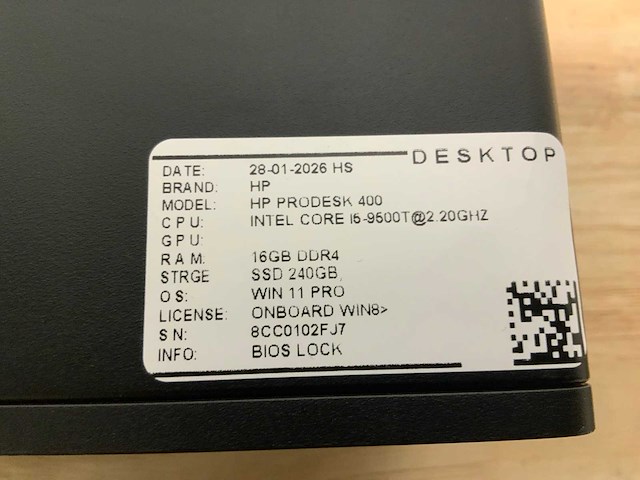 DESKTOP
DATE: 28-01-2026 HS
BRAND: HP
MODEL: HP PRODESK 400
CPU: INTEL CORE I5-9500T@2.20GHZ
GPU:
RAM: 16GB DDR4
STRGE SSD 240GB,
OS: WIN 11 PRO
LICENSE: ONBOARD WIN8>
SN: 8CC0102FJ7
INFO: BIOS LOCK